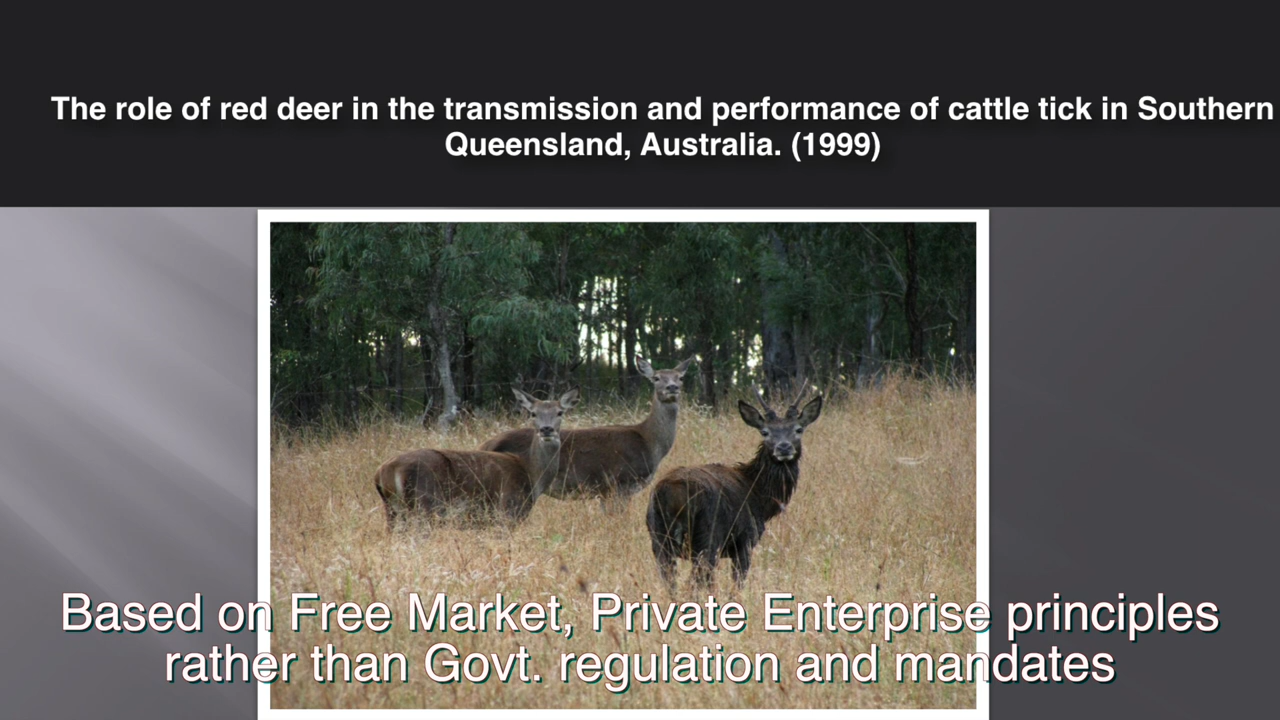 The role of red deer in the transmission and performance of cattle tick in Southern
Queensland, Australia. (1999)
Based on Free Market, Private Enterprise principles
rather than Govt. regulation and mandates